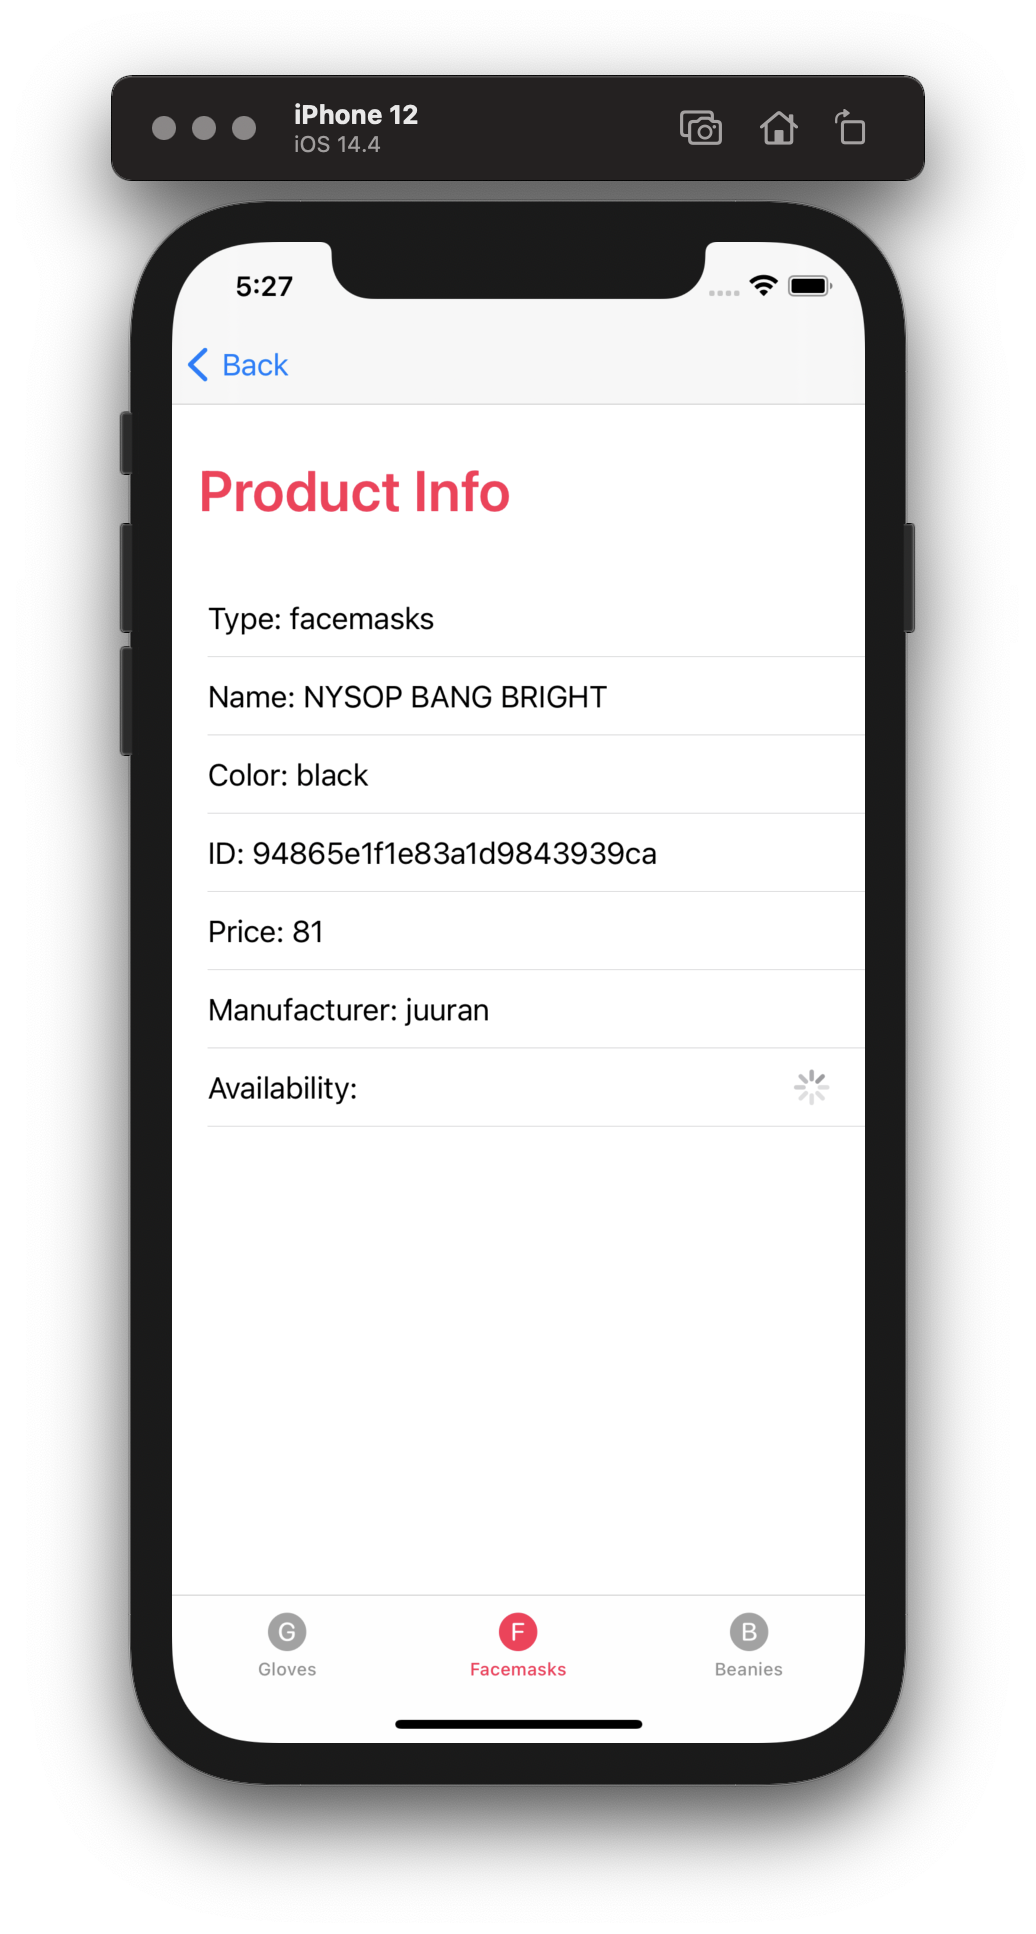 iPhone 12
iOS 14.4
5:27
Back
Product Info
Type: facemasks
Name: NYSOP BANG BRIGHT
Color: black
ID: 94865e1f1e83a1d9843939ca
Price: 81
Manufacturer: juuran
Availability:
G F B
Gloves Facemasks Beanies